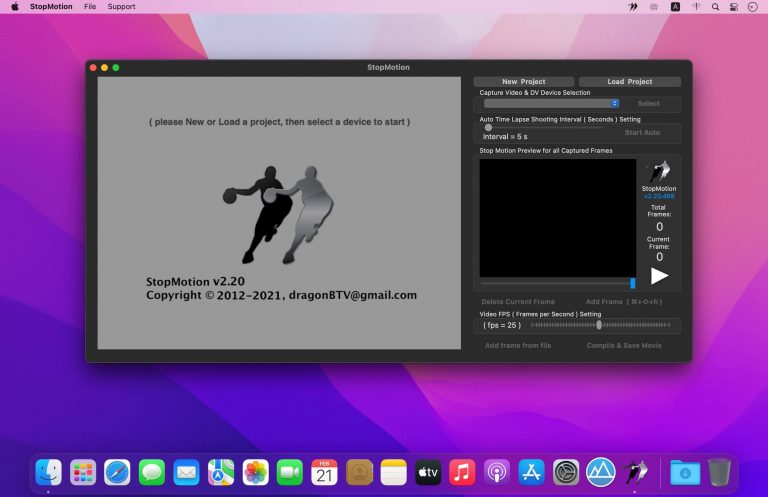 StopMotion File Support
A
StopMotion
New Project Load Project
Capture Video & DV Device Selection
Select
( please New or Load a project, then select a device to start )
Auto Time Lapse Shooting Interval ( Seconds ) Setting
Start Auto
Interval = 5 s
Stop Motion Preview for all Captured Frames
StopMotion
v2.20.468
Total
Frames:
0
Current
Frame:
0
StopMotion v2.20
Copyright © 2012-2021, dragonBTV@gmail.com
Delete Current Frame Add Frame ( ⌘+0→h )
Video FPS ( Frames per Second ) Setting
( fps = 25 )
Add frame from file Compile & Save Movie
FEB
21
tv